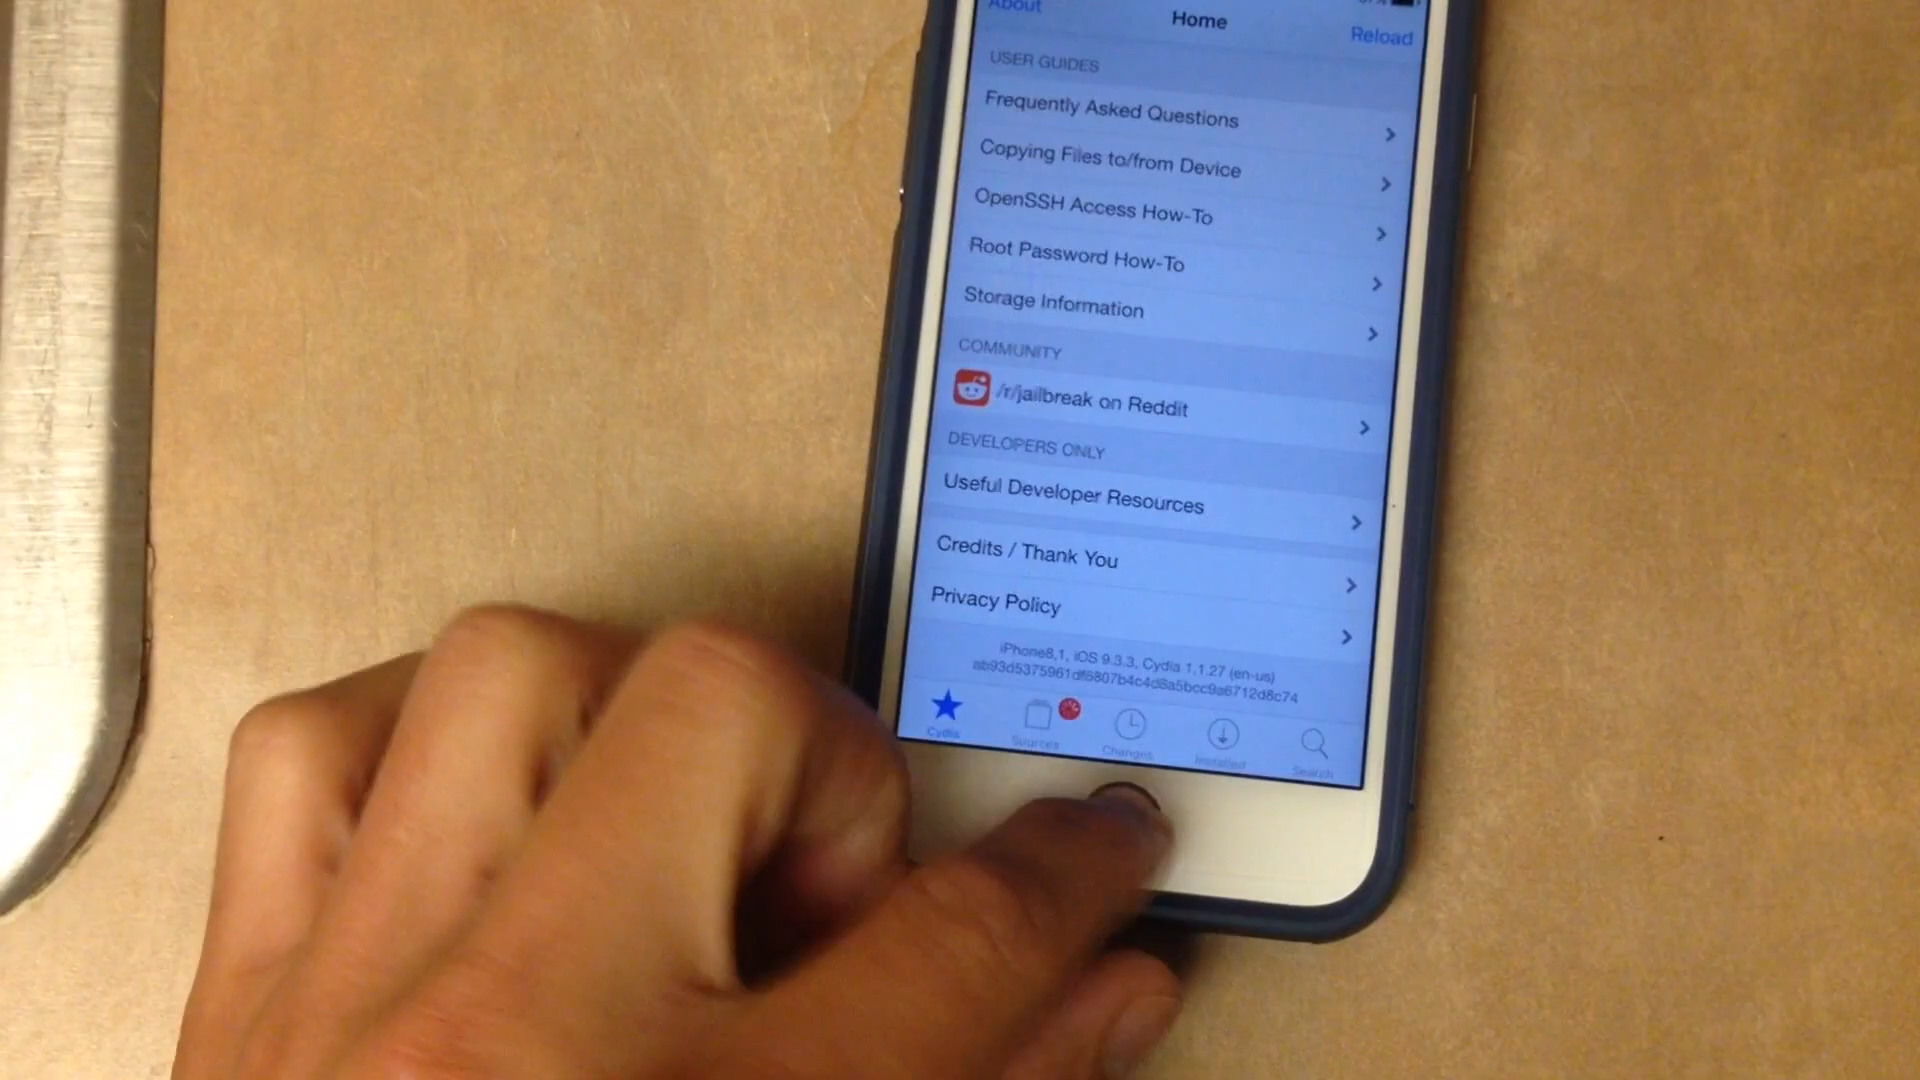 About
Home
Reload
USER GUIDES
Frequently Asked Questions
Copying Files to/from Device
OpenSSH Access How-To
Root Password How-To
Storage Information
COMMUNITY
/r/jailbreak on Reddit
DEVELOPERS ONLY
Useful Developer Resources
Credits / Thank You
Privacy Policy
iPhone8,1, iOS 9.3.3, Cydia 1.1.27 (en-us)
Cydia
Sources
Changes
Installed
Search